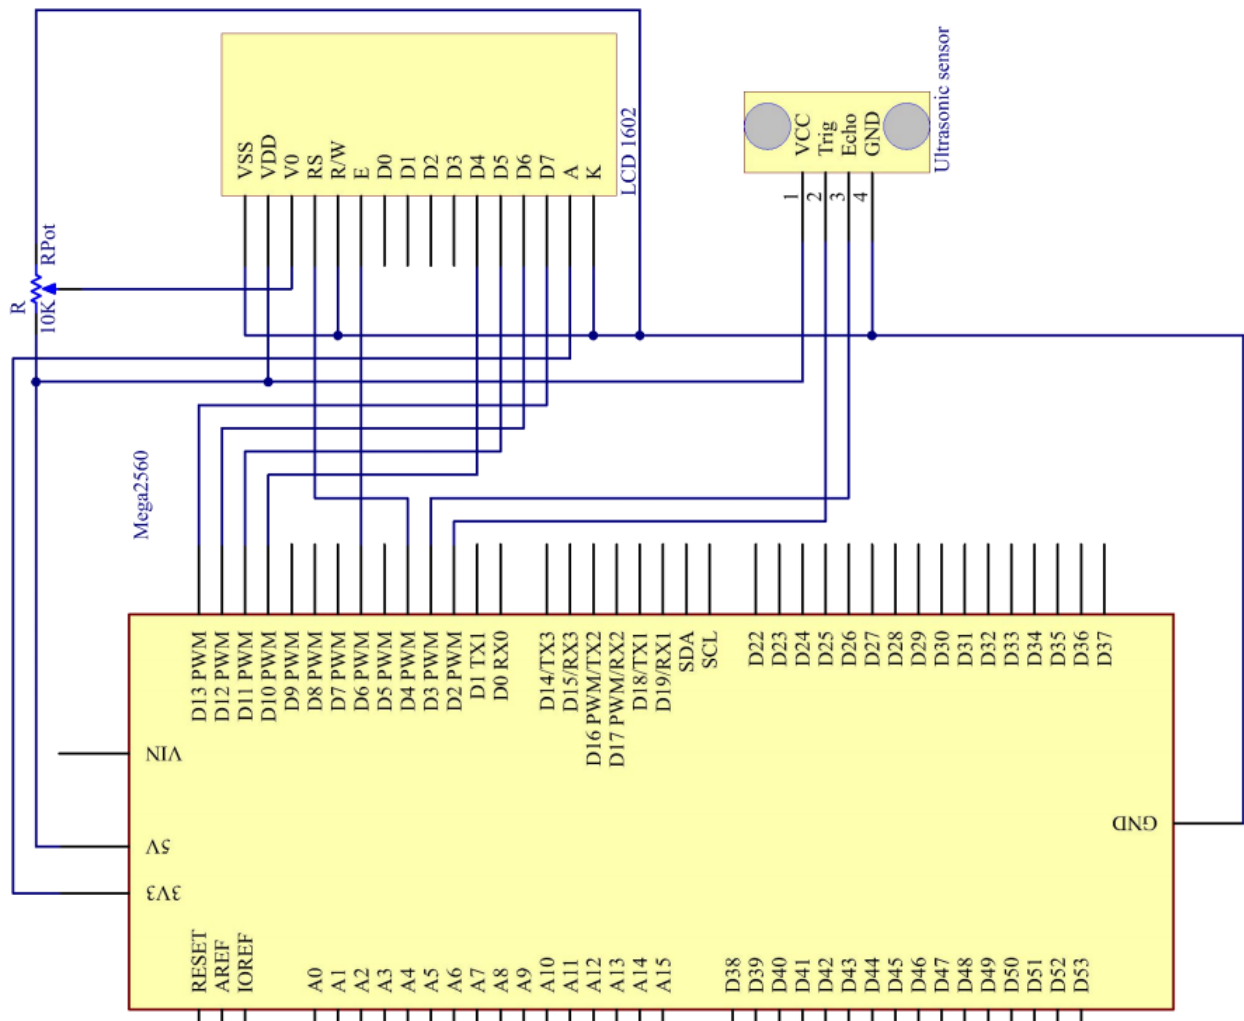 VSS
VDD
V0
RS
R/W
E
D0
D1
D2
D3
D4
D5
D6
D7
A
K
LCD 1602
VCC
Trig
Echo
GND
Ultrasonic sensor
1
2
3
4
R
10K
RPot
Mega2560
D13 PWM
D12 PWM
D11 PWM
D10 PWM
D9 PWM
D8 PWM
D7 PWM
D6 PWM
D5 PWM
D4 PWM
D3 PWM
D2 PWM
D1 TX1
D0 RX0
D14/TX3
D15/RX3
D16 PWM/TX2
D17 PWM/RX2
D18/TX1
D19/RX1
SDA
SCL
D22
D23
D24
D25
D26
D27
D28
D29
D30
D31
D32
D33
D34
D35
D36
D37
VIN
5V
3V3
GND
RESET
AREF
IOREF
A0
A1
A2
A3
A4
A5
A6
A7
A8
A9
A10
A11
A12
A13
A14
A15
D38
D39
D40
D41
D42
D43
D44
D45
D46
D47
D48
D49
D50
D51
D52
D53